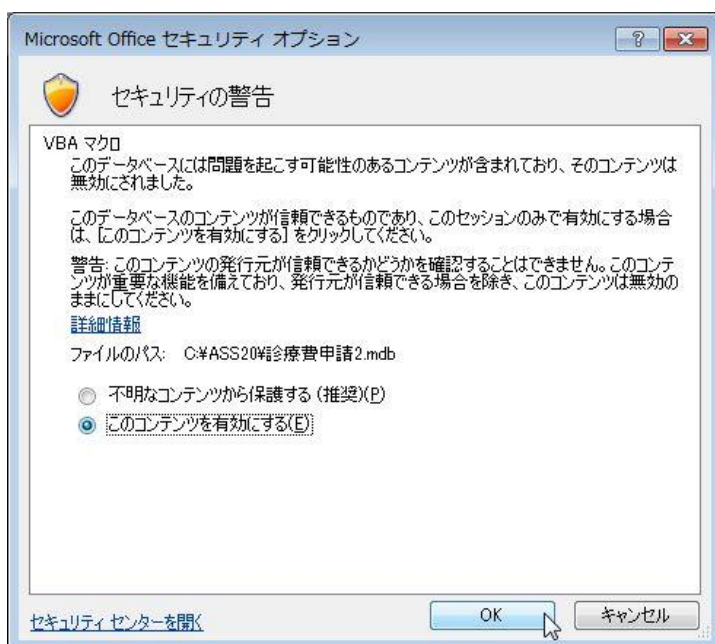 Microsoft Office セキュリティ オプション
セキュリティの警告
VBA マクロ
このデータベースには問題を起こす可能性のあるコンテンツが含まれており、そのコンテンツは
無効にされました。
このデータベースのコンテンツが信頼できるものであり、このセッションのみで有効にする場合
は、[このコンテンツを有効にする] をクリックしてください。
警告: このコンテンツの発行元が信頼できるかどうかを確認することはできません。このコンテ
ンツが重要な機能を備えており、発行元が信頼できる場合を除き、このコンテンツは無効の
ままにしてください。
詳細情報
ファイルのパス: C:¥ASS20¥診療費申請2.mdb
不明なコンテンツから保護する (推奨)(P)
このコンテンツを有効にする(E)
セキュリティ センターを開く
OK
キャンセル